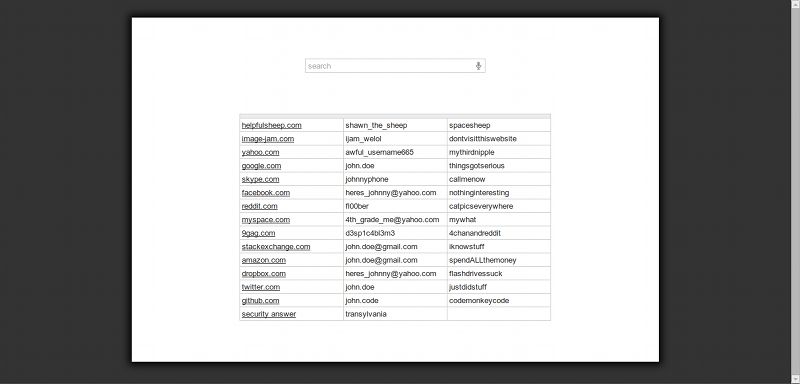 search
helpfulsheep.com shawn_the_sheep spacesheep
image-jam.com ijam_welol dontvisitthiswebsite
yahoo.com awful_username665 mythirdnipple
google.com john.doe thingsgotserious
skype.com johnnyphone callmenow
facebook.com heres_johnny@yahoo.com nothinginteresting
reddit.com fl00ber catpicseverywhere
myspace.com 4th_grade_me@yahoo.com mywhat
9gag.com d3sp1c4bl3m3 4chanandreddit
stackexchange.com john.doe@gmail.com iknowstuff
amazon.com john.doe@gmail.com spendALLthemoney
dropbox.com heres_johnny@yahoo.com flashdrivessuck
twitter.com john.doe justdidstuff
github.com john.code codemonkeycode
security answer transylvania